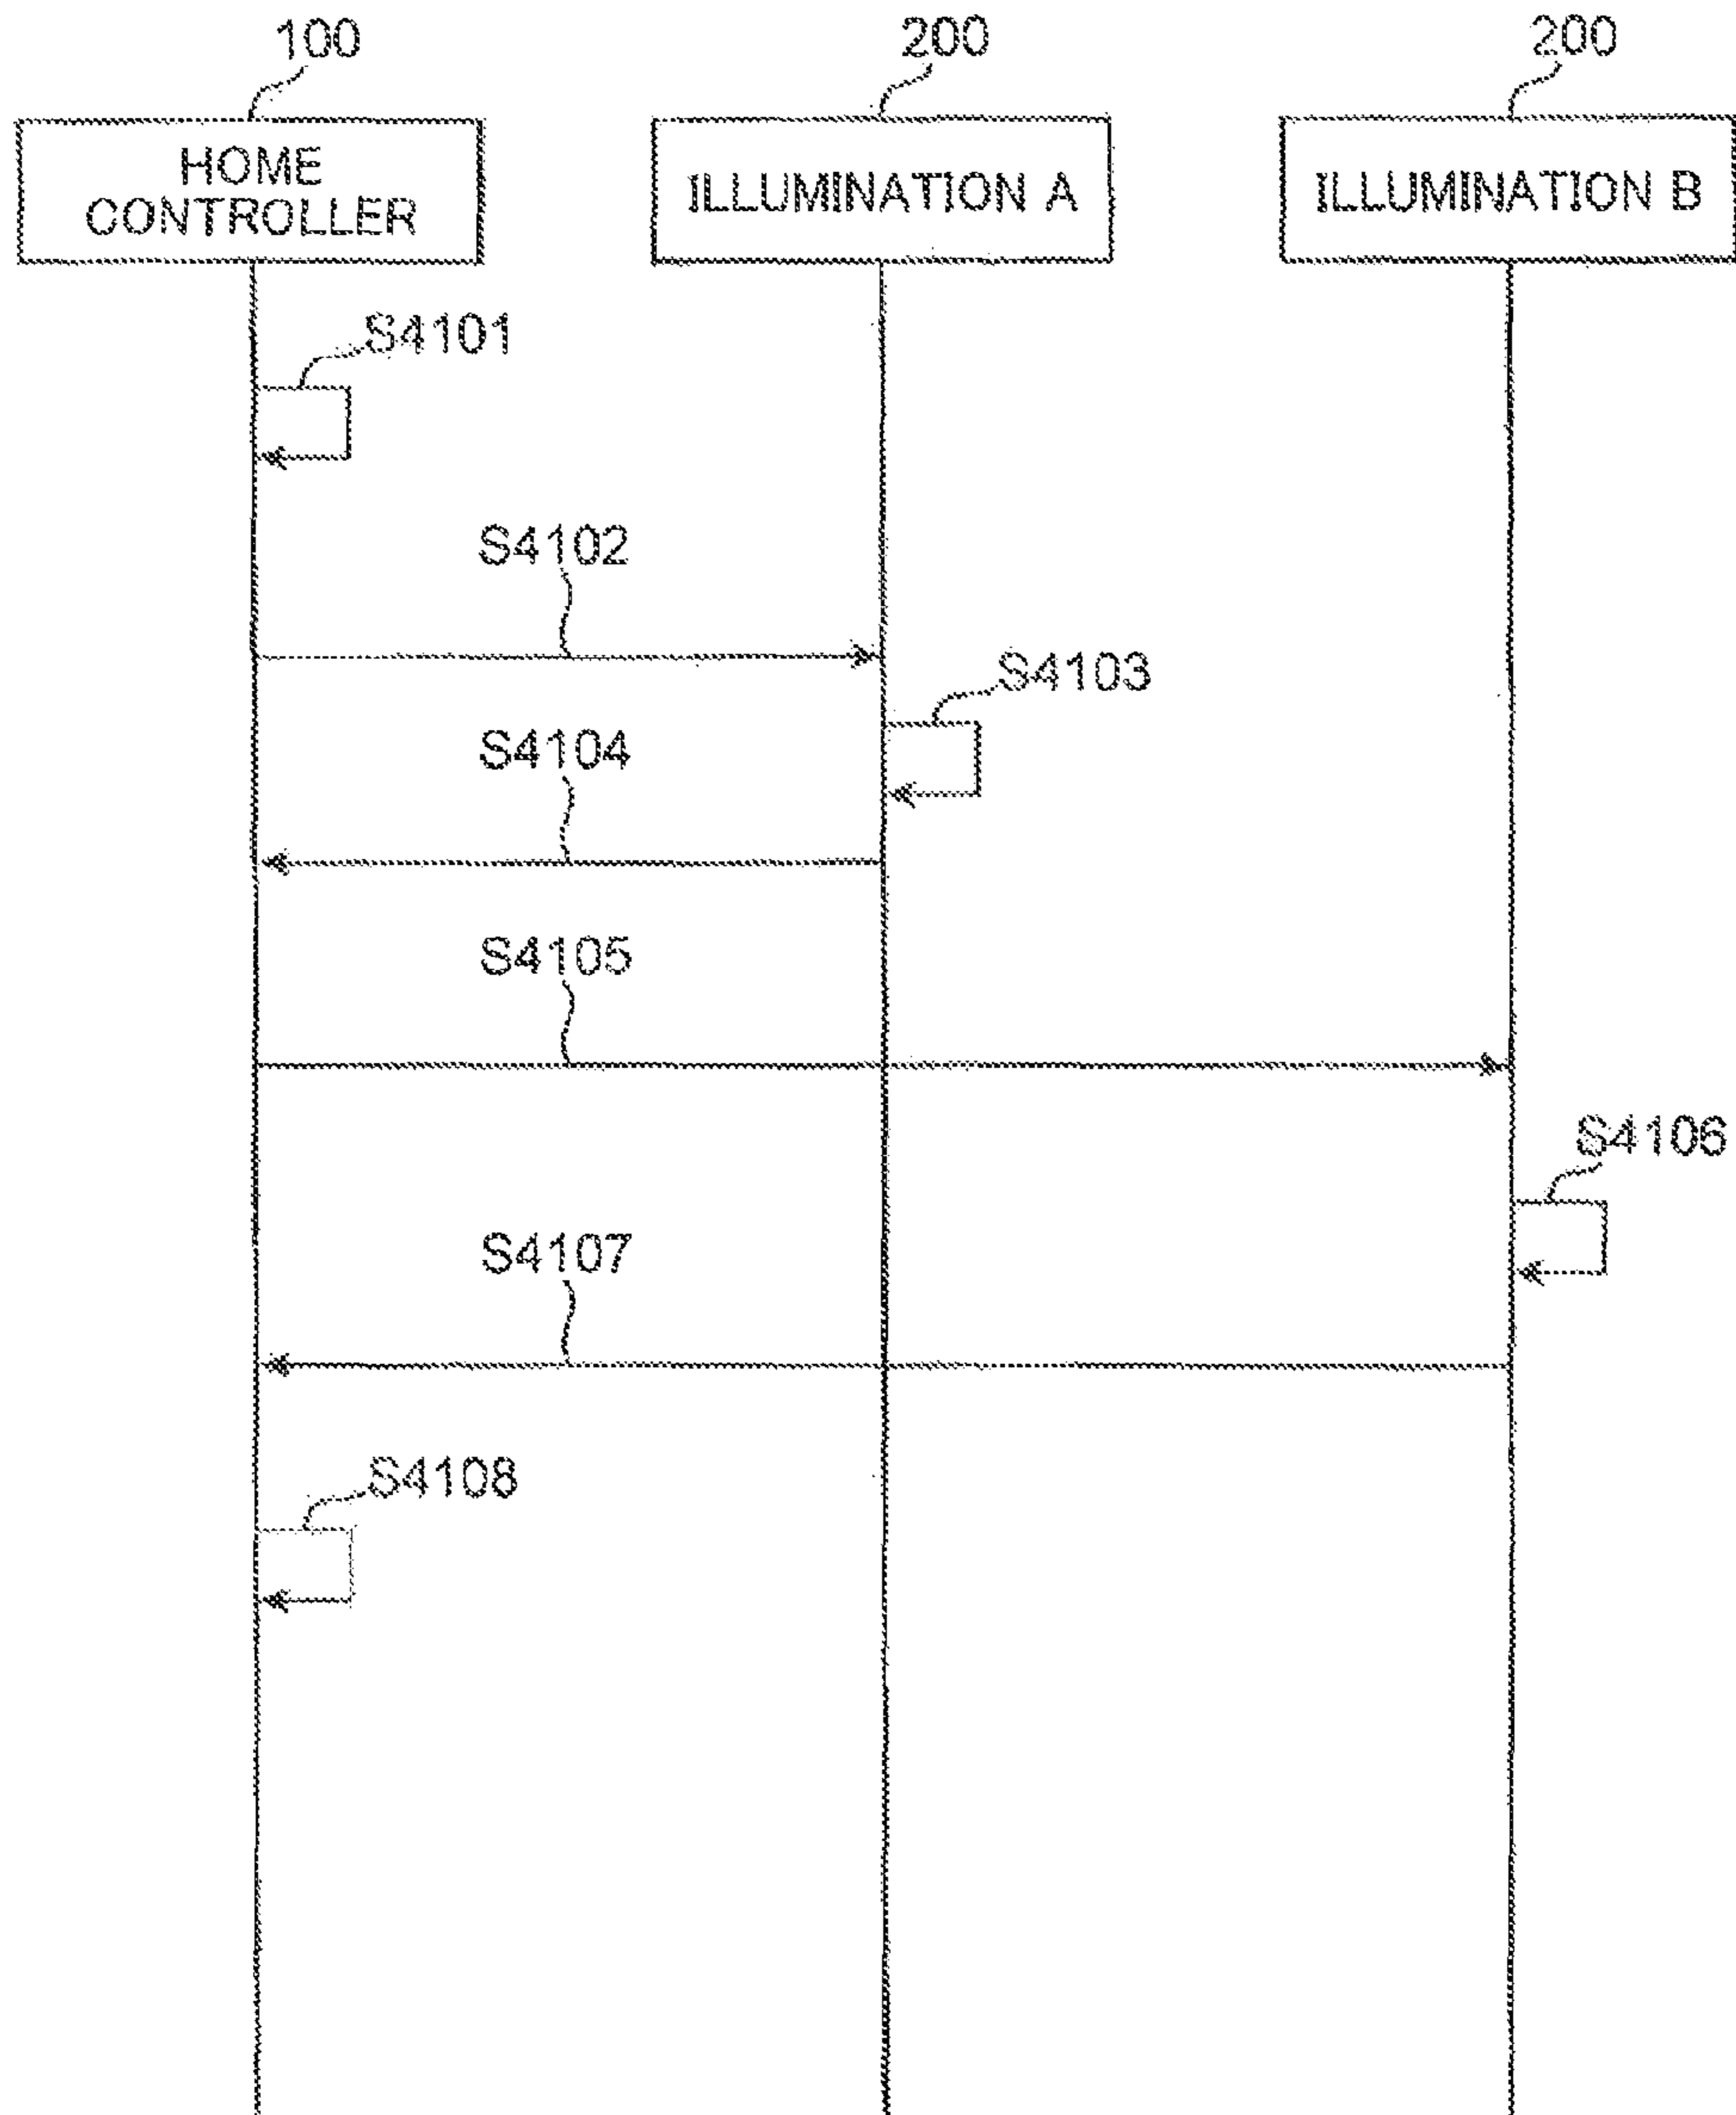 100
200
200
HOME
CONTROLLER
ILLUMINATION A
ILLUMINATION B
S4101
S4102
S4103
S4104
S4105
S4106
S4107
S4108